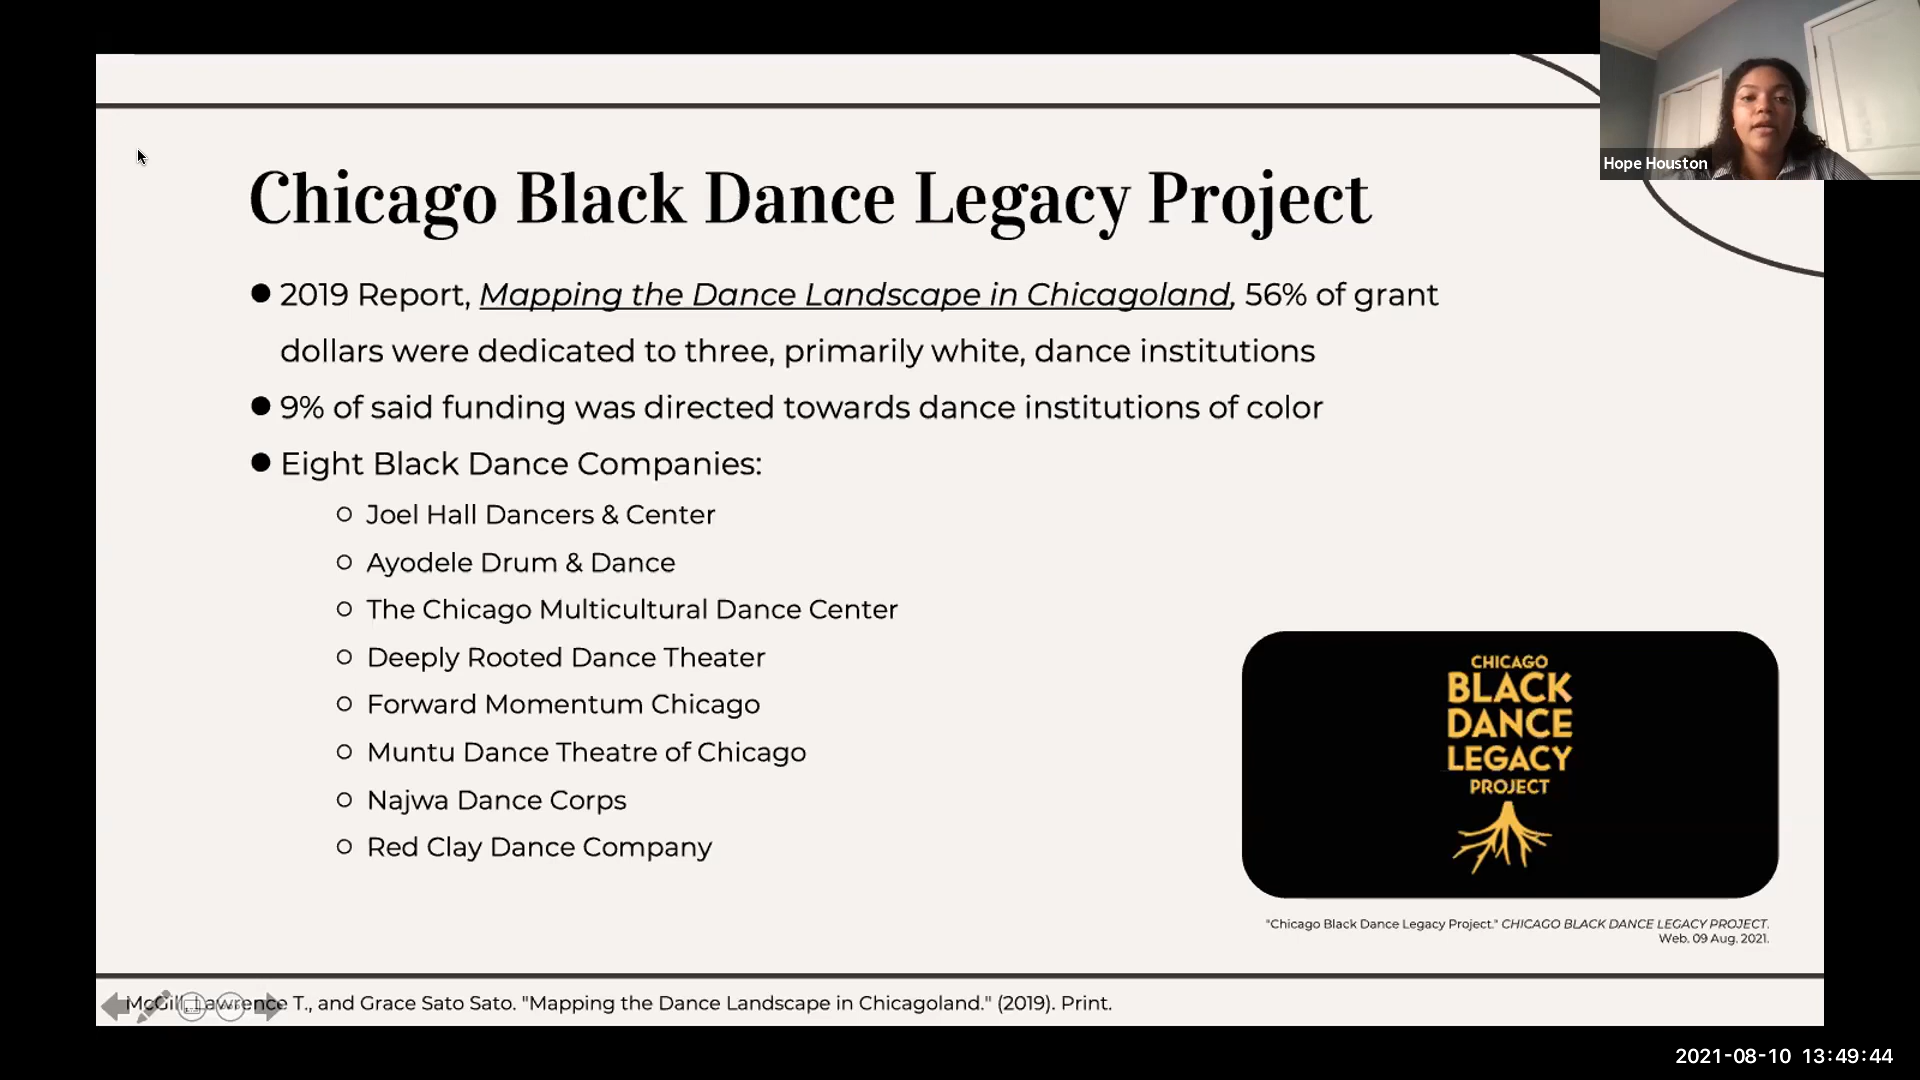 Hope Houston
Chicago Black Dance Legacy Project
● 2019 Report, Mapping the Dance Landscape in Chicagoland, 56% of grant
dollars were dedicated to three, primarily white, dance institutions
● 9% of said funding was directed towards dance institutions of color
● Eight Black Dance Companies:
○ Joel Hall Dancers & Center
○ Ayodele Drum & Dance
○ The Chicago Multicultural Dance Center
○ Deeply Rooted Dance Theater
○ Forward Momentum Chicago
○ Muntu Dance Theatre of Chicago
○ Najwa Dance Corps
○ Red Clay Dance Company
CHICAGO
BLACK
DANCE
LEGACY
PROJECT
"Chicago Black Dance Legacy Project." CHICAGO BLACK DANCE LEGACY PROJECT.
Web. 09 Aug. 2021.
McGill, Lawrence T., and Grace Sato Sato. "Mapping the Dance Landscape in Chicagoland." (2019). Print.
2021-08-10 13:49:44